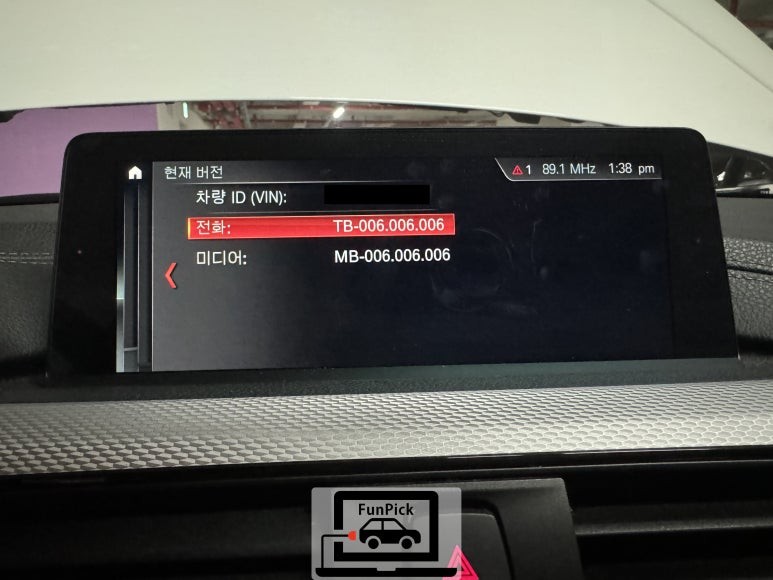 현재 버전
1 89.1 MHz 1:38 pm
차량 ID (VIN):
전화: TB-006.006.006
미디어: MB-006.006.006
FunPick